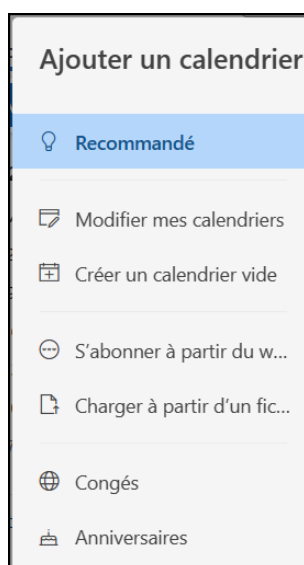 Ajouter un calendrier
Recommandé
Modifier mes calendriers
Créer un calendrier vide
S'abonner à partir du w...
Charger à partir d'un fic...
Congés
Anniversaires